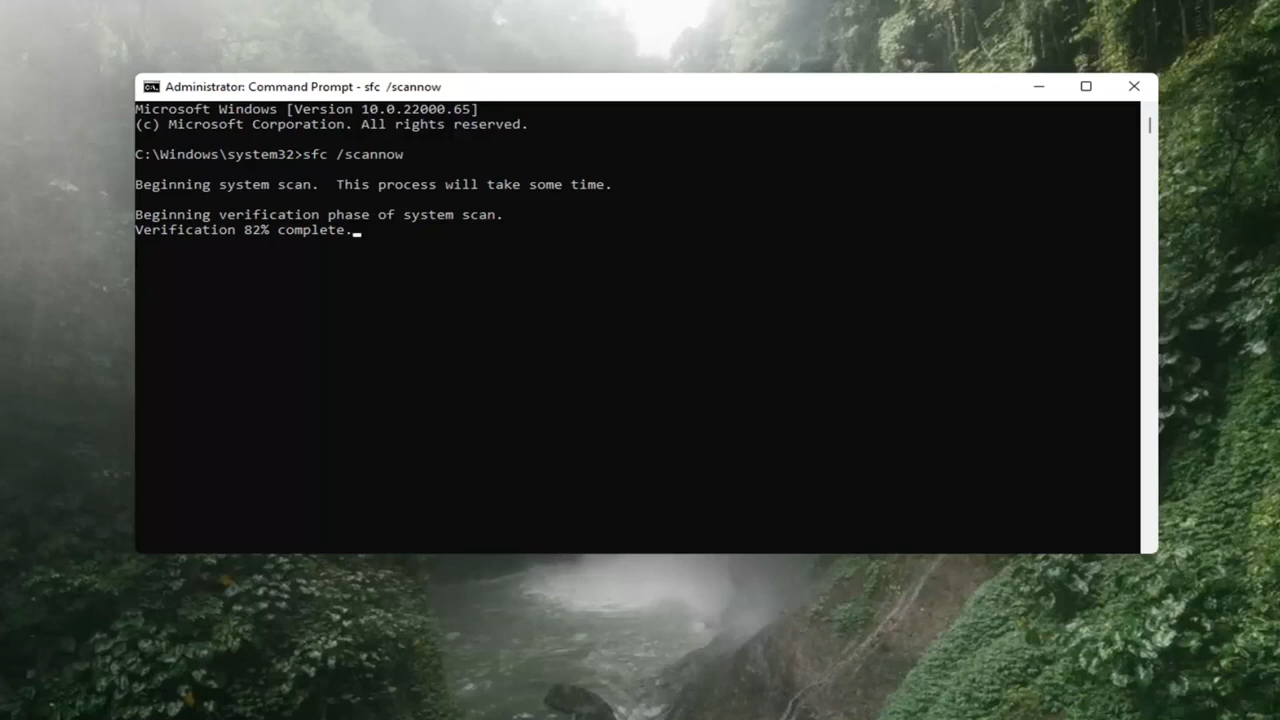 Administrator: Command Prompt - sfc /scannow
Microsoft Windows [Version 10.0.22000.65]
(c) Microsoft Corporation. All rights reserved.
C:\Windows\system32>sfc /scannow
Beginning system scan.  This process will take some time.
Beginning verification phase of system scan.
Verification 82% complete.